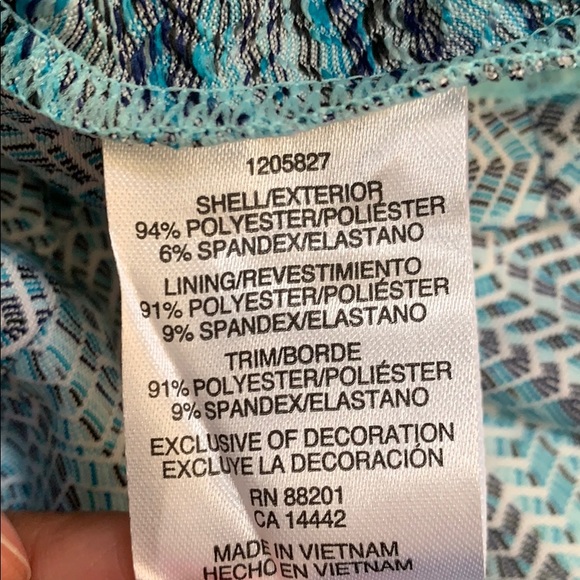 1205827
SHELL/EXTERIOR
94% POLYESTER/POLIÉSTER
6% SPANDEX/ELASTANO
LINING/REVESTIMIENTO
91% POLYESTER/POLIÉSTER
9% SPANDEX/ELASTANO
TRIM/BORDE
91% POLYESTER/POLIÉSTER
9% SPANDEX/ELASTANO
EXCLUSIVE OF DECORATION
EXCLUYE LA DECORACIÓN
RN 88201
CA 14442
MADE IN VIETNAM
HECHO EN VIETNAM